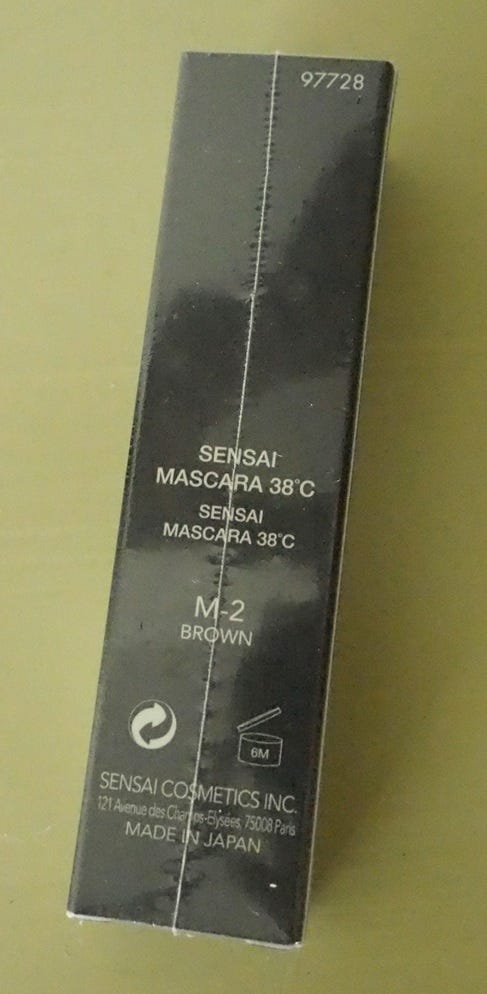 97728
SENSAI
MASCARA 38°C
SENSAI
MASCARA 38°C
M-2
BROWN
6M
SENSAI COSMETICS INC.
121 Avenue des Champs-Elysées, 75008 Paris
MADE IN JAPAN